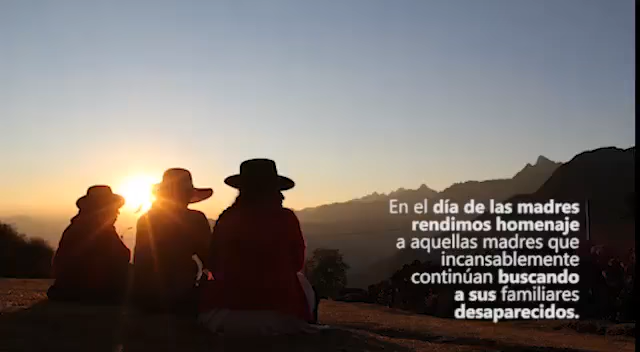 En el día de las madres
rendimos homenaje
a aquellas madres que
incansablemente
continúan buscando
a sus familiares
desaparecidos.